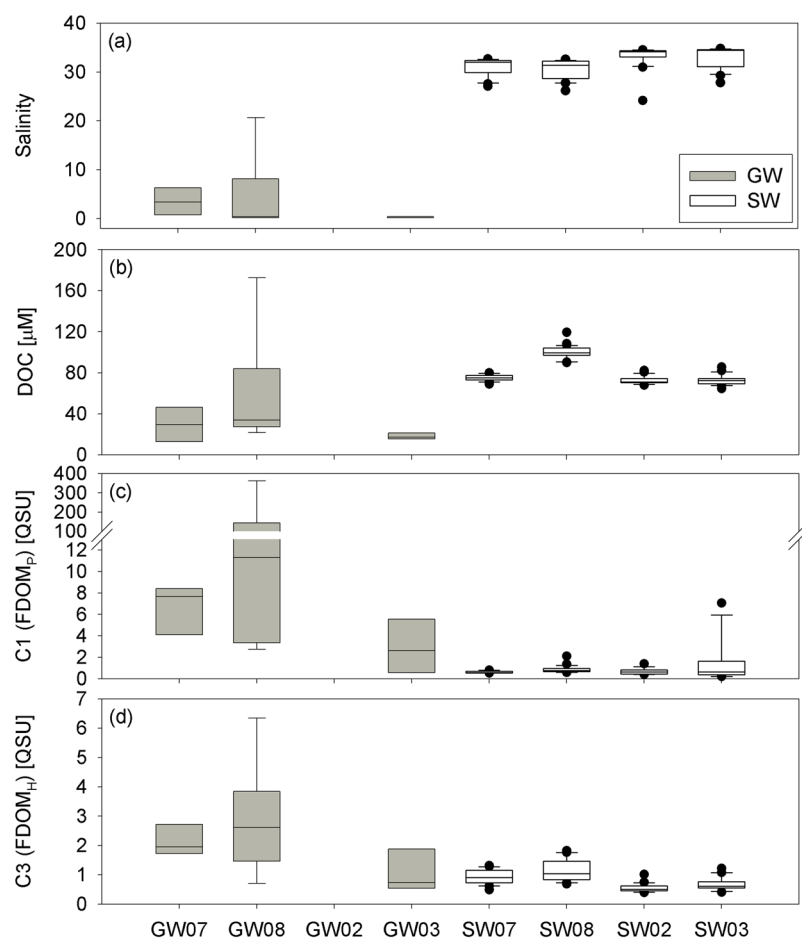 (a)
Salinity
40
30
20
10
0
GW
SW
(b)
DOC [μM]
200
160
120
80
40
0
(c)
C1 (FDOMP) [QSU]
400
300
200
100
12
10
8
6
4
2
0
(d)
C3 (FDOMH) [QSU]
7
6
5
4
3
2
1
0
GW07 GW08 GW02 GW03 SW07 SW08 SW02 SW03